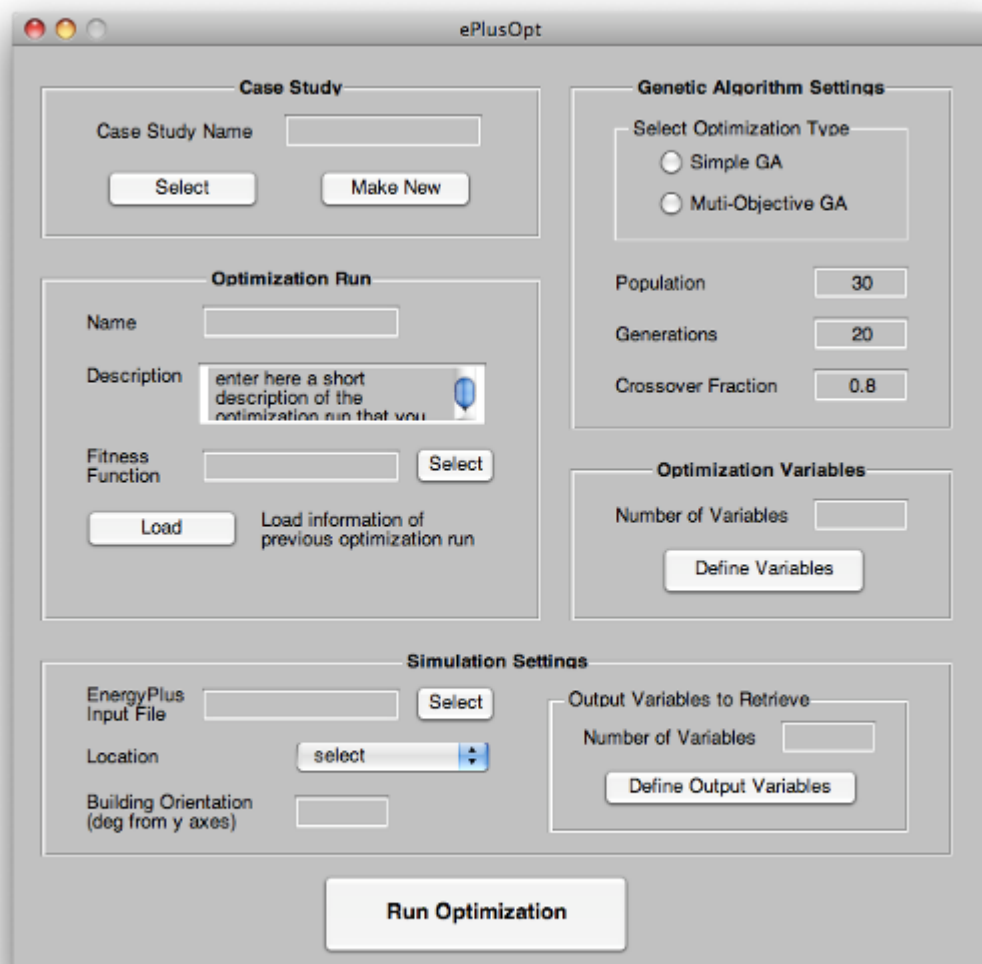 ePlusOpt
Case Study
Case Study Name
Select
Make New
Genetic Algorithm Settings
Select Optimization Type
Simple GA
Muti-Objective GA
Population 30
Generations 20
Crossover Fraction 0.8
Optimization Run
Name
Description
enter here a short
description of the
optimization run that you
Fitness
Function
Select
Load
Load information of
previous optimization run
Optimization Variables
Number of Variables
Define Variables
Simulation Settings
EnergyPlus
Input File
Select
Location
select
Building Orientation
(deg from y axes)
Output Variables to Retrieve
Number of Variables
Define Output Variables
Run Optimization